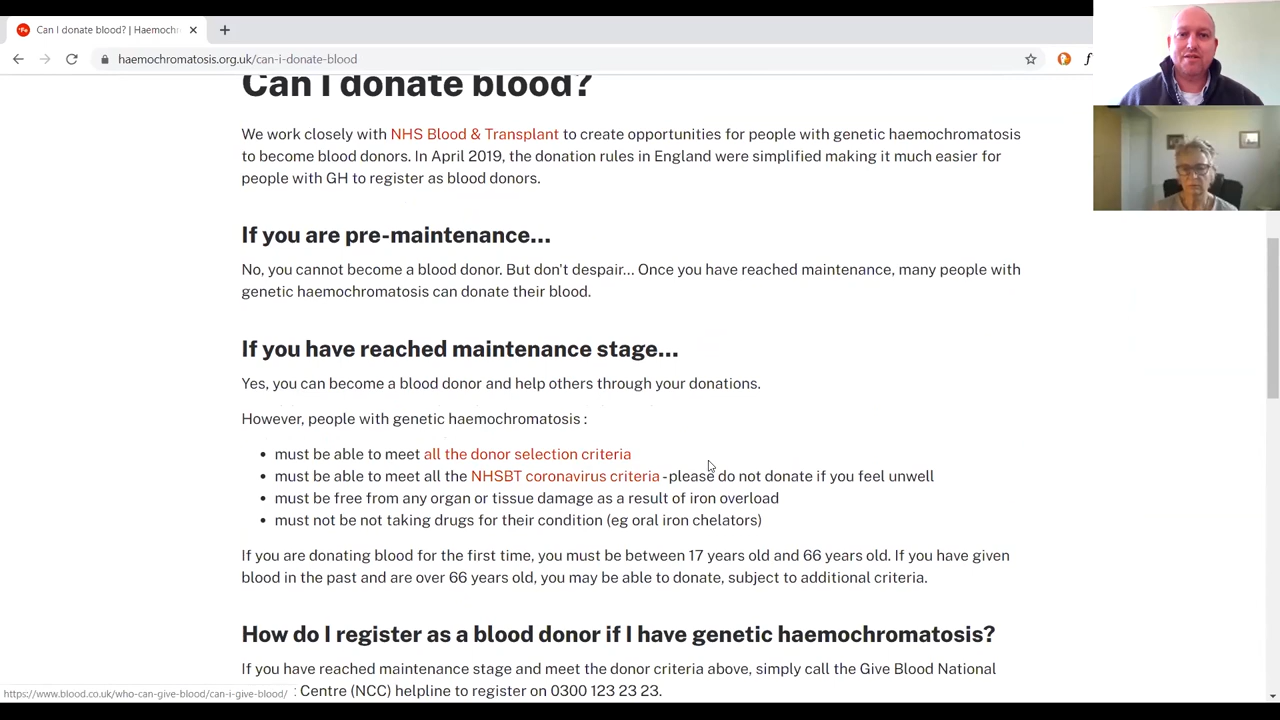 Can I donate blood? | Haemoch
haemochromatosis.org.uk/can-i-donate-blood
Can I donate blood?
We work closely with NHS Blood & Transplant to create opportunities for people with genetic haemochromatosis
to become blood donors. In April 2019, the donation rules in England were simplified making it much easier for
people with GH to register as blood donors.
If you are pre-maintenance...
No, you cannot become a blood donor. But don't despair... Once you have reached maintenance, many people with
genetic haemochromatosis can donate their blood.
If you have reached maintenance stage...
Yes, you can become a blood donor and help others through your donations.
However, people with genetic haemochromatosis :
• must be able to meet all the donor selection criteria
• must be able to meet all the NHSBT coronavirus criteria - please do not donate if you feel unwell
• must be free from any organ or tissue damage as a result of iron overload
• must not be not taking drugs for their condition (eg oral iron chelators)
If you are donating blood for the first time, you must be between 17 years old and 66 years old. If you have given
blood in the past and are over 66 years old, you may be able to donate, subject to additional criteria.
How do I register as a blood donor if I have genetic haemochromatosis?
If you have reached maintenance stage and meet the donor criteria above, simply call the Give Blood National
https://www.blood.co.uk/who-can-give-blood/can-i-give-blood/ : Centre (NCC) helpline to register on 0300 123 23 23.